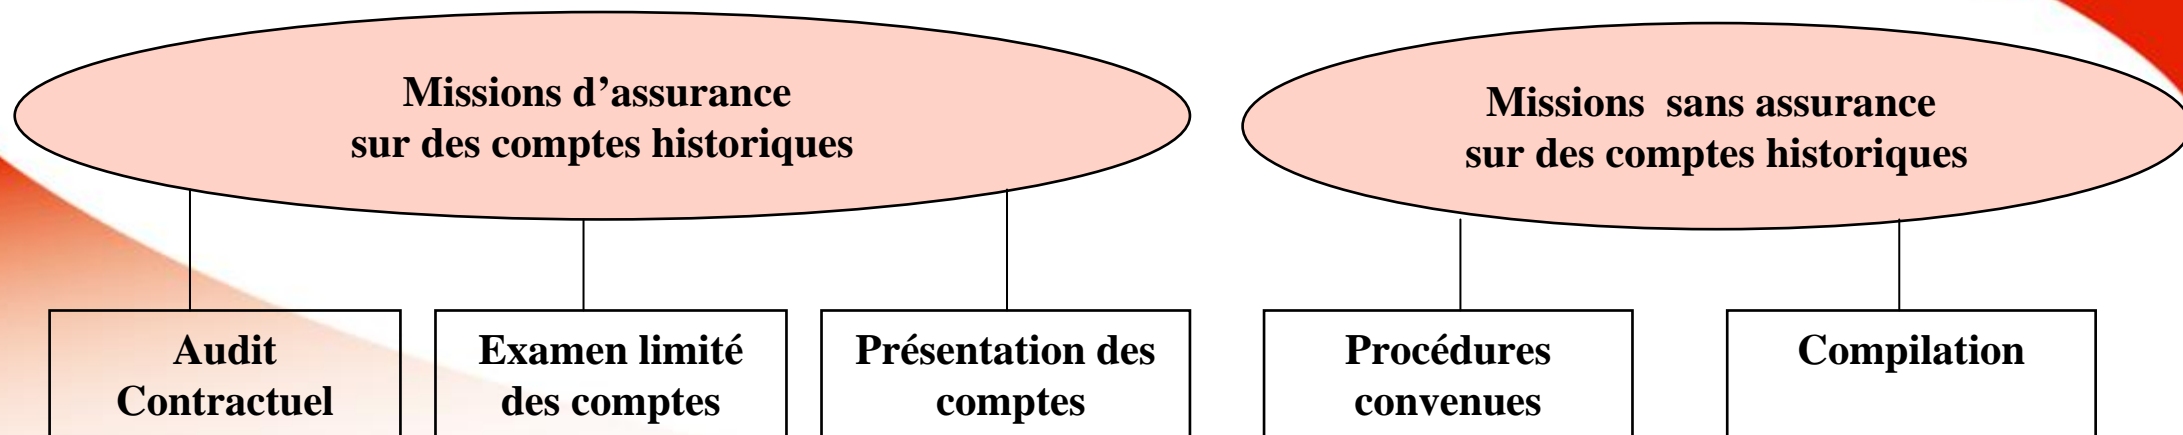 Missions d’assurance
sur des comptes historiques
Missions sans assurance
sur des comptes historiques
Audit
Contractuel
Examen limité
des comptes
Présentation des
comptes
Procédures
convenues
Compilation